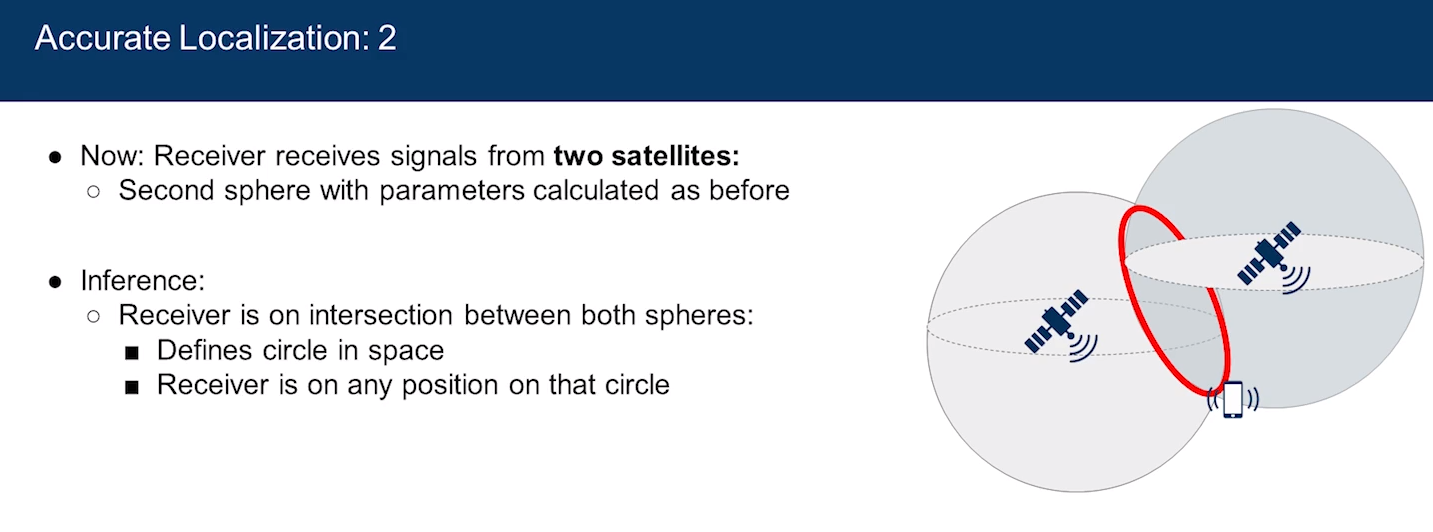 Accurate Localization: 2
● Now: Receiver receives signals from two satellites:
○ Second sphere with parameters calculated as before
● Inference:
○ Receiver is on intersection between both spheres:
■ Defines circle in space
■ Receiver is on any position on that circle